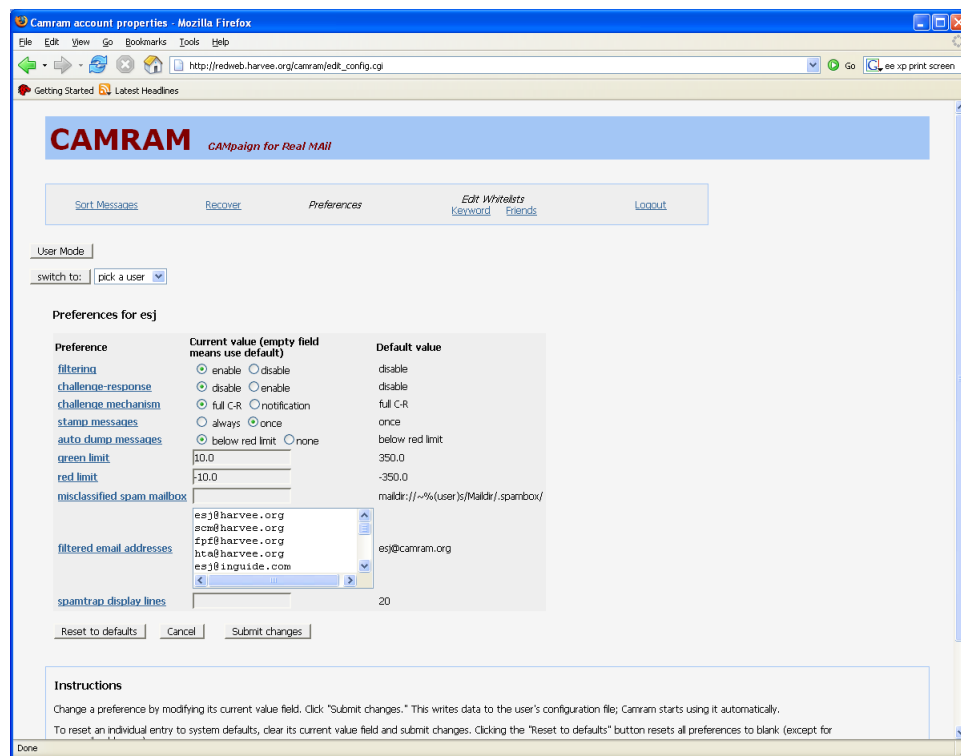 Camram account properties - Mozilla Firefox
File Edit View Go Bookmarks Tools Help
http://redweb.harvee.org/camram/edit_config.cgi Go ee xp print screen
Getting Started Latest Headlines
CAMRAM CAMpaign for Real MAil
Sort Messages Recover Preferences Edit Whitelists Logout
Keyword Friends
User Mode
switch to: pick a user
Preferences for esj
Preference Current value (empty field means use default) Default value
filtering enable disable disable
challenge-response disable enable disable
challenge mechanism full C-R notification full C-R
stamp messages always once once
auto dump messages below red limit none below red limit
green limit 10.0 350.0
red limit -10.0 -350.0
misclassified spam mailbox maildir://~%(user)s/Maildir/.spambox/
filtered email addresses esj@camram.org
esj@harvee.org
scm@harvee.org
fpf@harvee.org
hta@harvee.org
esj@inguide.com
spamtrap display lines 20
Reset to defaults Cancel Submit changes
Instructions
Change a preference by modifying its current value field. Click "Submit changes." This writes data to the user's configuration file; Camram starts using it automatically.
To reset an individual entry to system defaults, clear its current value field and submit changes. Clicking the "Reset to defaults" button resets all preferences to blank (except for
Done